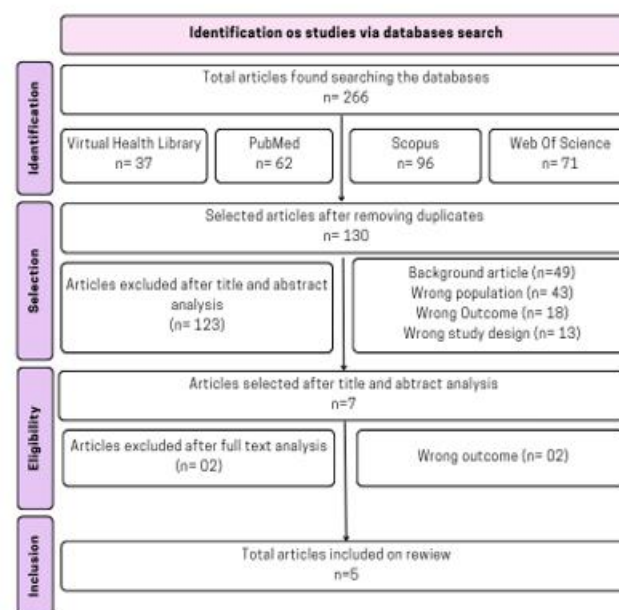 Identification os studies via databases search
Identification
Total articles found searching the databases
n= 266
Virtual Health Library
n= 37
PubMed
n= 62
Scopus
n= 96
Web Of Science
n= 71
Selection
Selected articles after removing duplicates
n= 130
Articles excluded after title and abstract
analysis
(n= 123)
Background article (n=49)
Wrong population (n= 43)
Wrong Outcome (n= 18)
Wrong study design (n= 13)
Eligibility
Articles selected after title and abtract analysis
n=7
Articles excluded after full text analysis
(n= 02)
Wrong outcome (n= 02)
Inclusion
Total articles included on rewiew
n=5